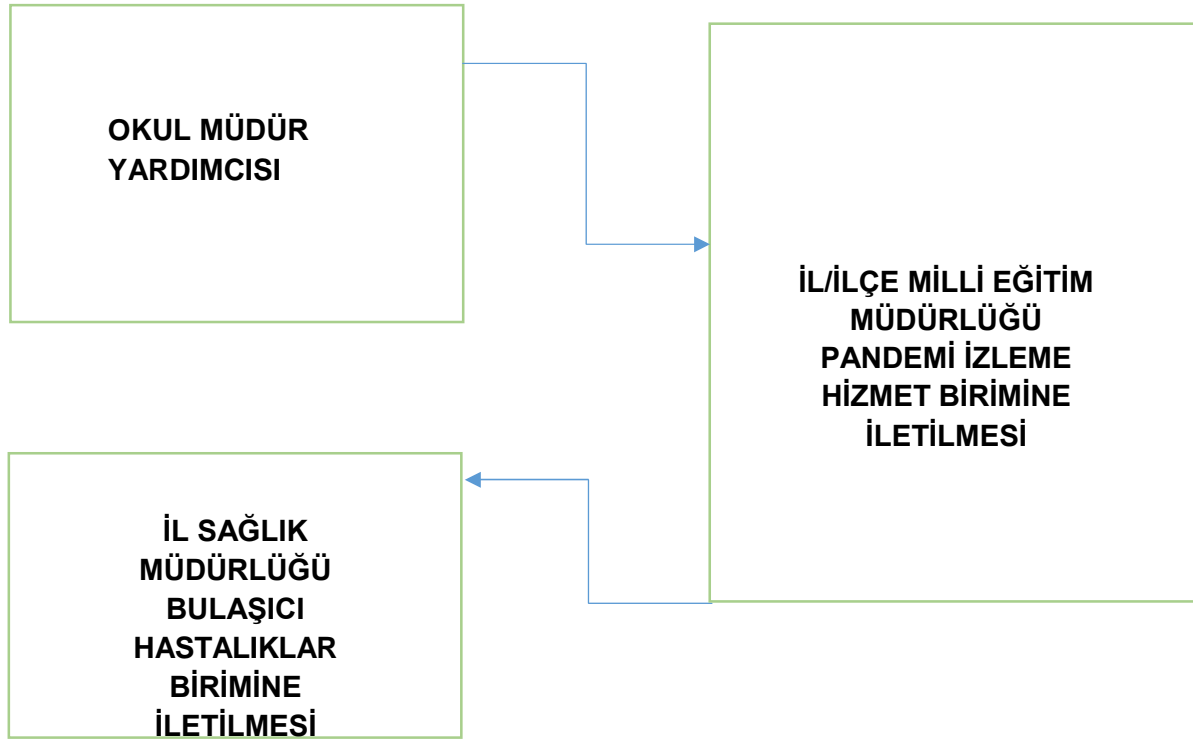 OKUL MÜDÜR
YARDIMCISI
İL/İLÇE MİLLİ EĞİTİM
MÜDÜRLÜĞÜ
PANDEMİ İZLEME
HİZMET BİRİMİNE
İLETİLMESİ
İL SAĞLIK
MÜDÜRLÜĞÜ
BULAŞICI
HASTALIKLAR
BİRİMİNE
İLETİLMESİ